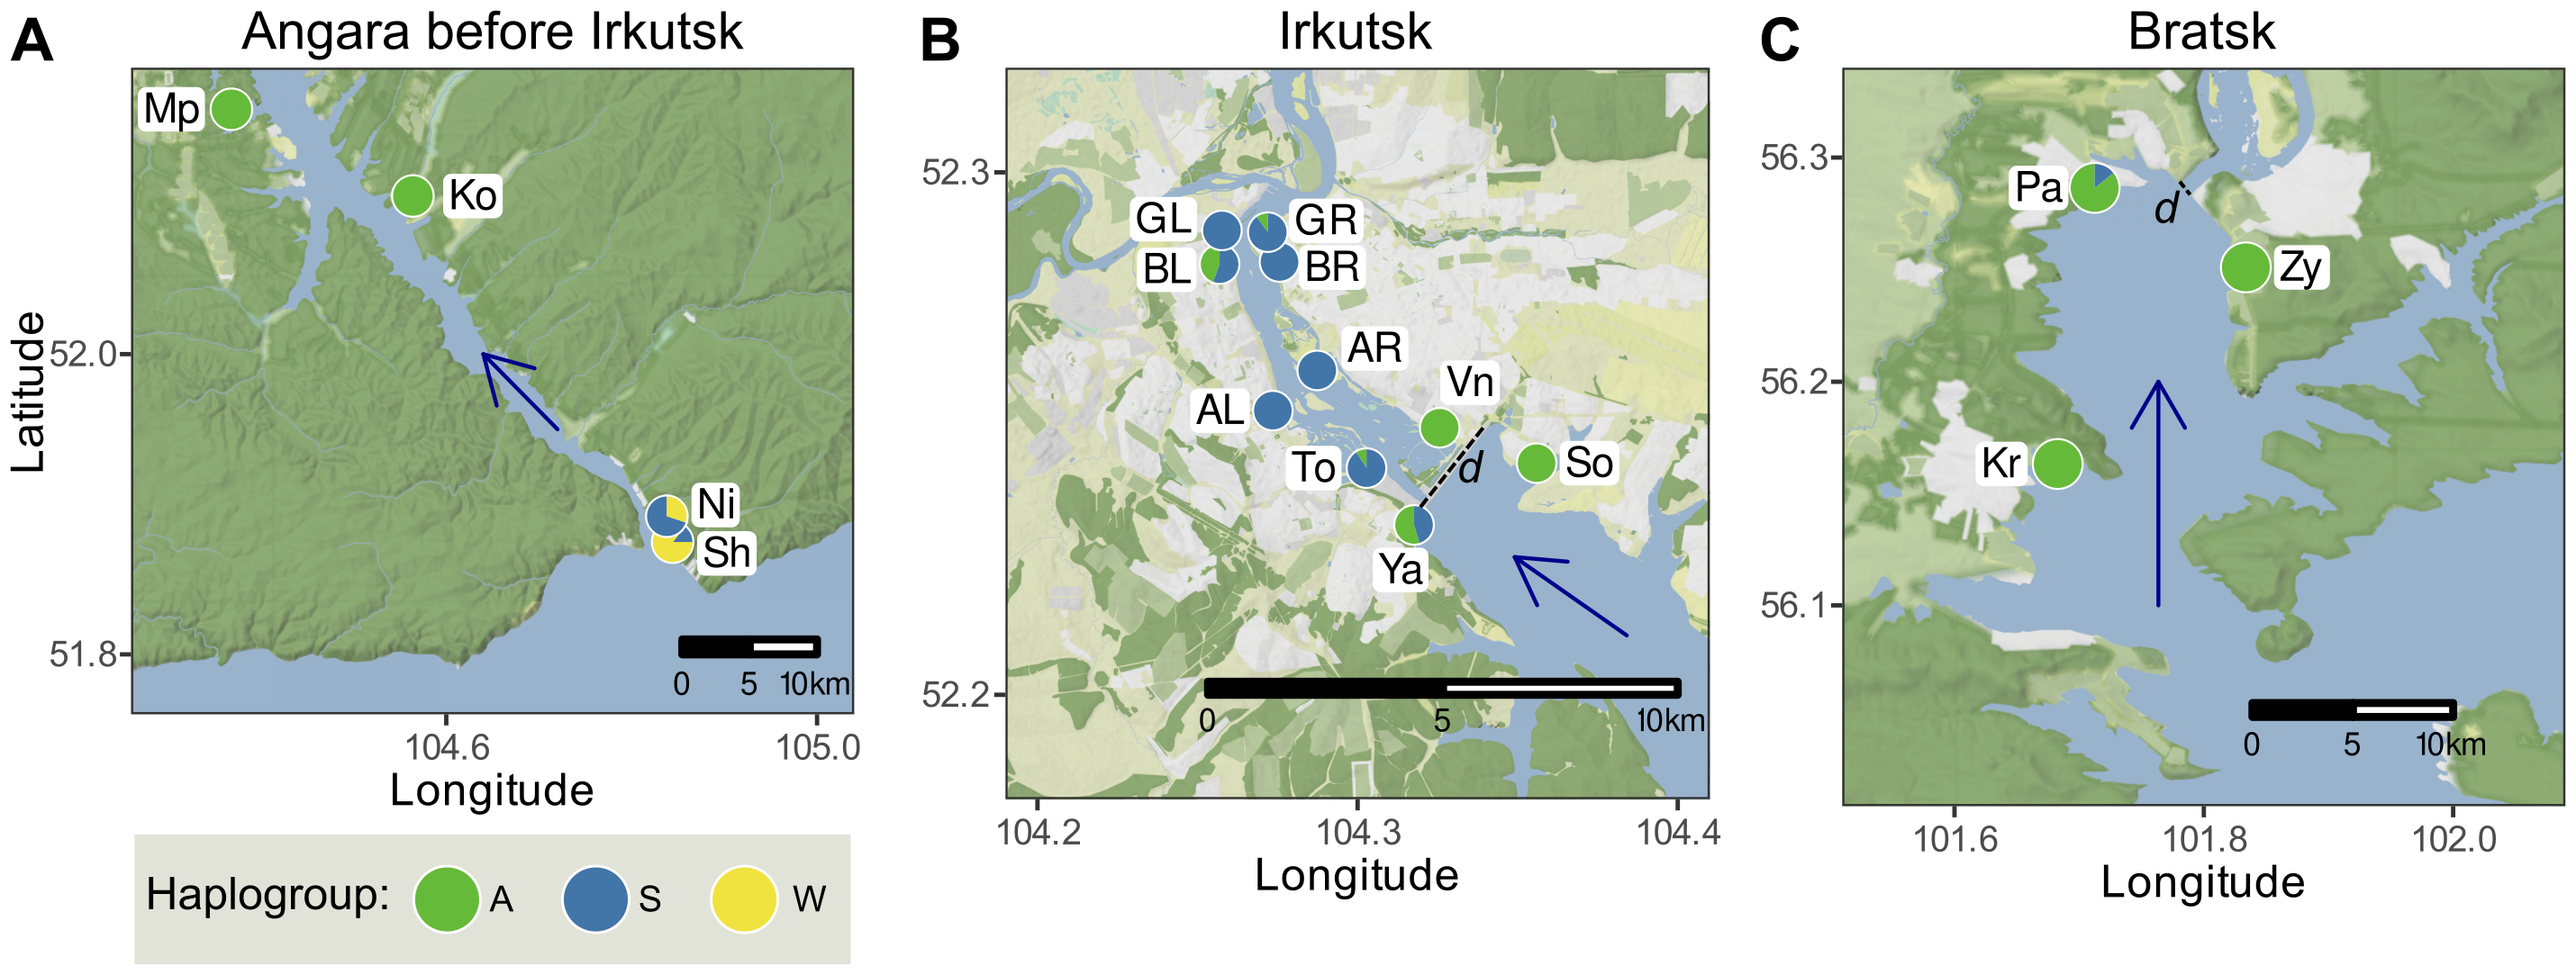 A
Angara before Irkutsk
Mp
Ko
Ni
Sh
Latitude
52.0
51.8
0 5 10km
104.6 105.0
Longitude
Haplogroup: A S W
B
Irkutsk
GL GR
BL BR
AR
Vn
AL
To d So
Ya
52.3
52.2
0 5 10km
104.2 104.3 104.4
Longitude
C
Bratsk
Pa
d
Zy
Kr
56.3
56.2
56.1
0 5 10km
101.6 101.8 102.0
Longitude